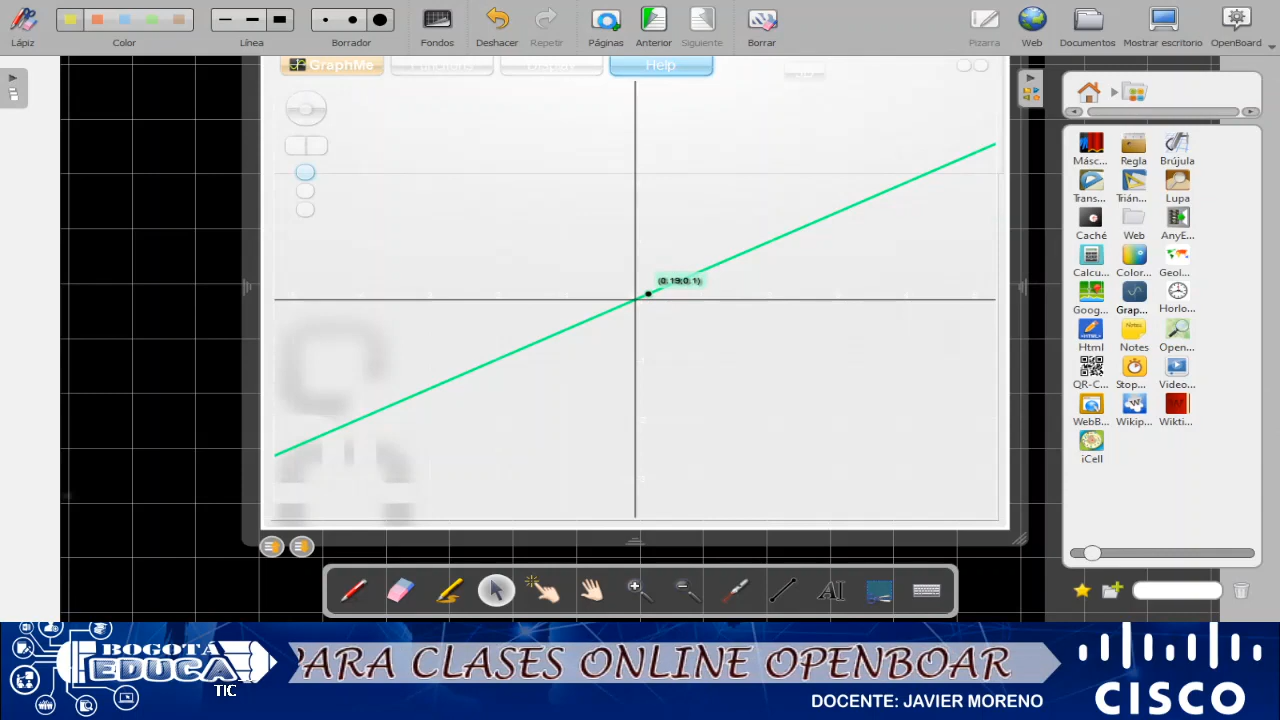 Lápiz
Color
Línea
Borrador
Fondos
Deshacer
Repetir
Páginas
Anterior
Siguiente
Borrar
Pizarra
Web
Documentos
Mostrar escritorio
OpenBoard
GraphMe
Functions
Display
Help
(0.19;0.1)
Másc...
Regla
Brújula
Trans...
Trián...
Lupa
Caché
Web
AnyE...
Calcu...
Color...
Geol...
Goog...
Grap...
Horlo...
Html
Notas
Open...
QR-C...
Stop...
Video...
WebB...
Wikip...
Wikti...
iCell
BOGOTÁ
EDUCA
TIC
PARA CLASES ONLINE OPENBOAR
DOCENTE: JAVIER MORENO
CISCO